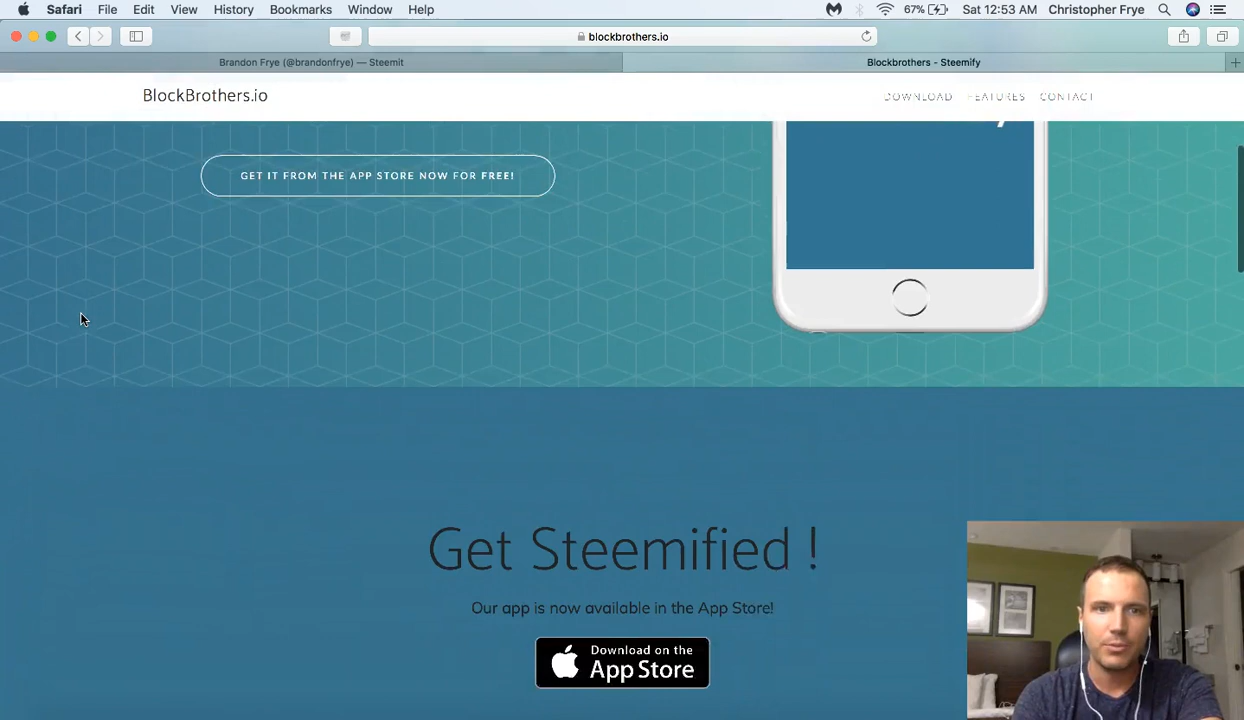 Safari File Edit View History Bookmarks Window Help 67% Sat 12:53 AM Christopher Frye
blockbrothers.io
Brandon Frye (@brandonfrye) — Steemit Blockbrothers - Steemify
BlockBrothers.io DOWNLOAD FEATURES CONTACT
GET IT FROM THE APP STORE NOW FOR FREE!
Get Steemified !
Our app is now available in the App Store!
Download on the
App Store